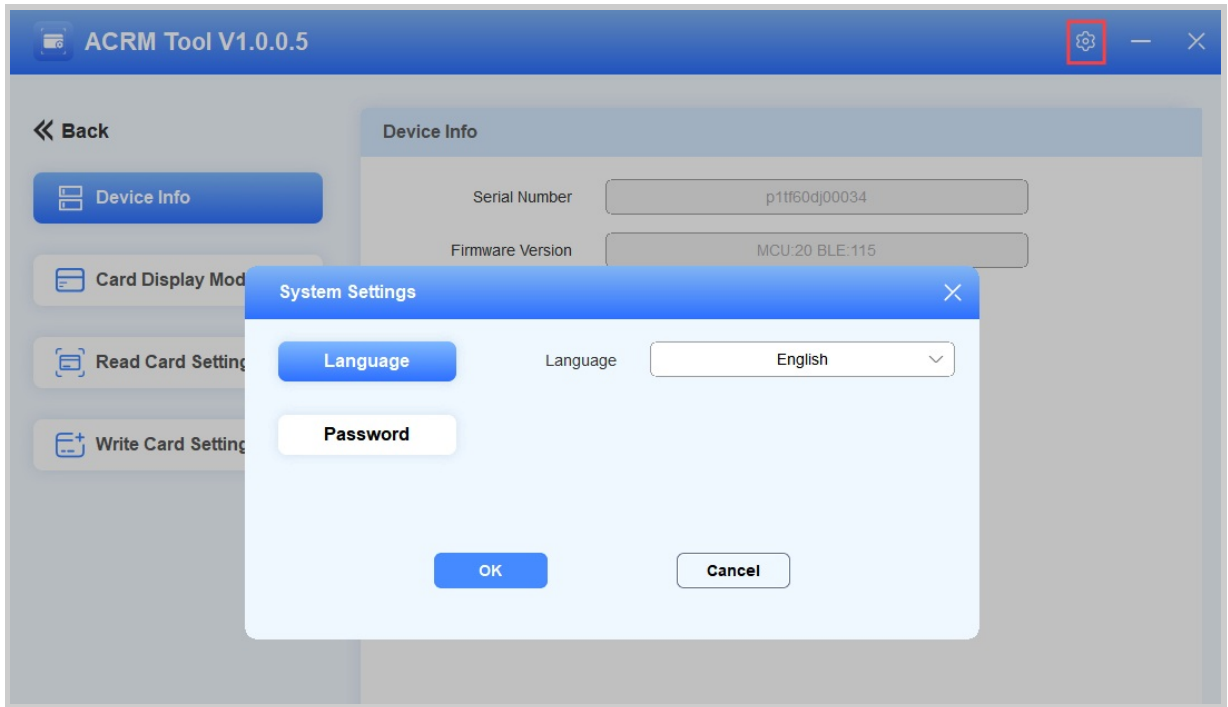 ACRM Tool V1.0.0.5
Back
Device Info
Device Info
Serial Number p1tf60dj00034
Firmware Version MCU:20 BLE:115
Card Display Mod
Read Card Setting
Write Card Setting
System Settings
Language
Language English
Password
OK Cancel